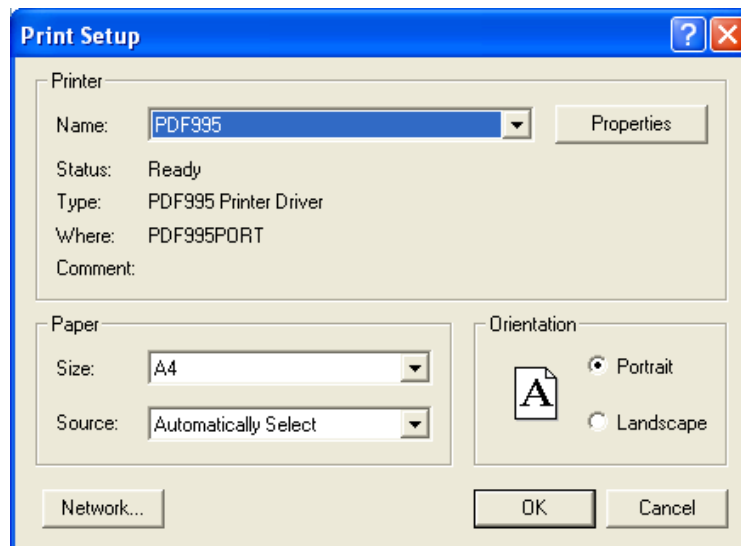 Print Setup
Printer
Name: PDF995 Properties
Status: Ready
Type: PDF995 Printer Driver
Where: PDF995PORT
Comment:
Paper
Size: A4
Source: Automatically Select
Orientation
A
Portrait
Landscape
Network... OK Cancel